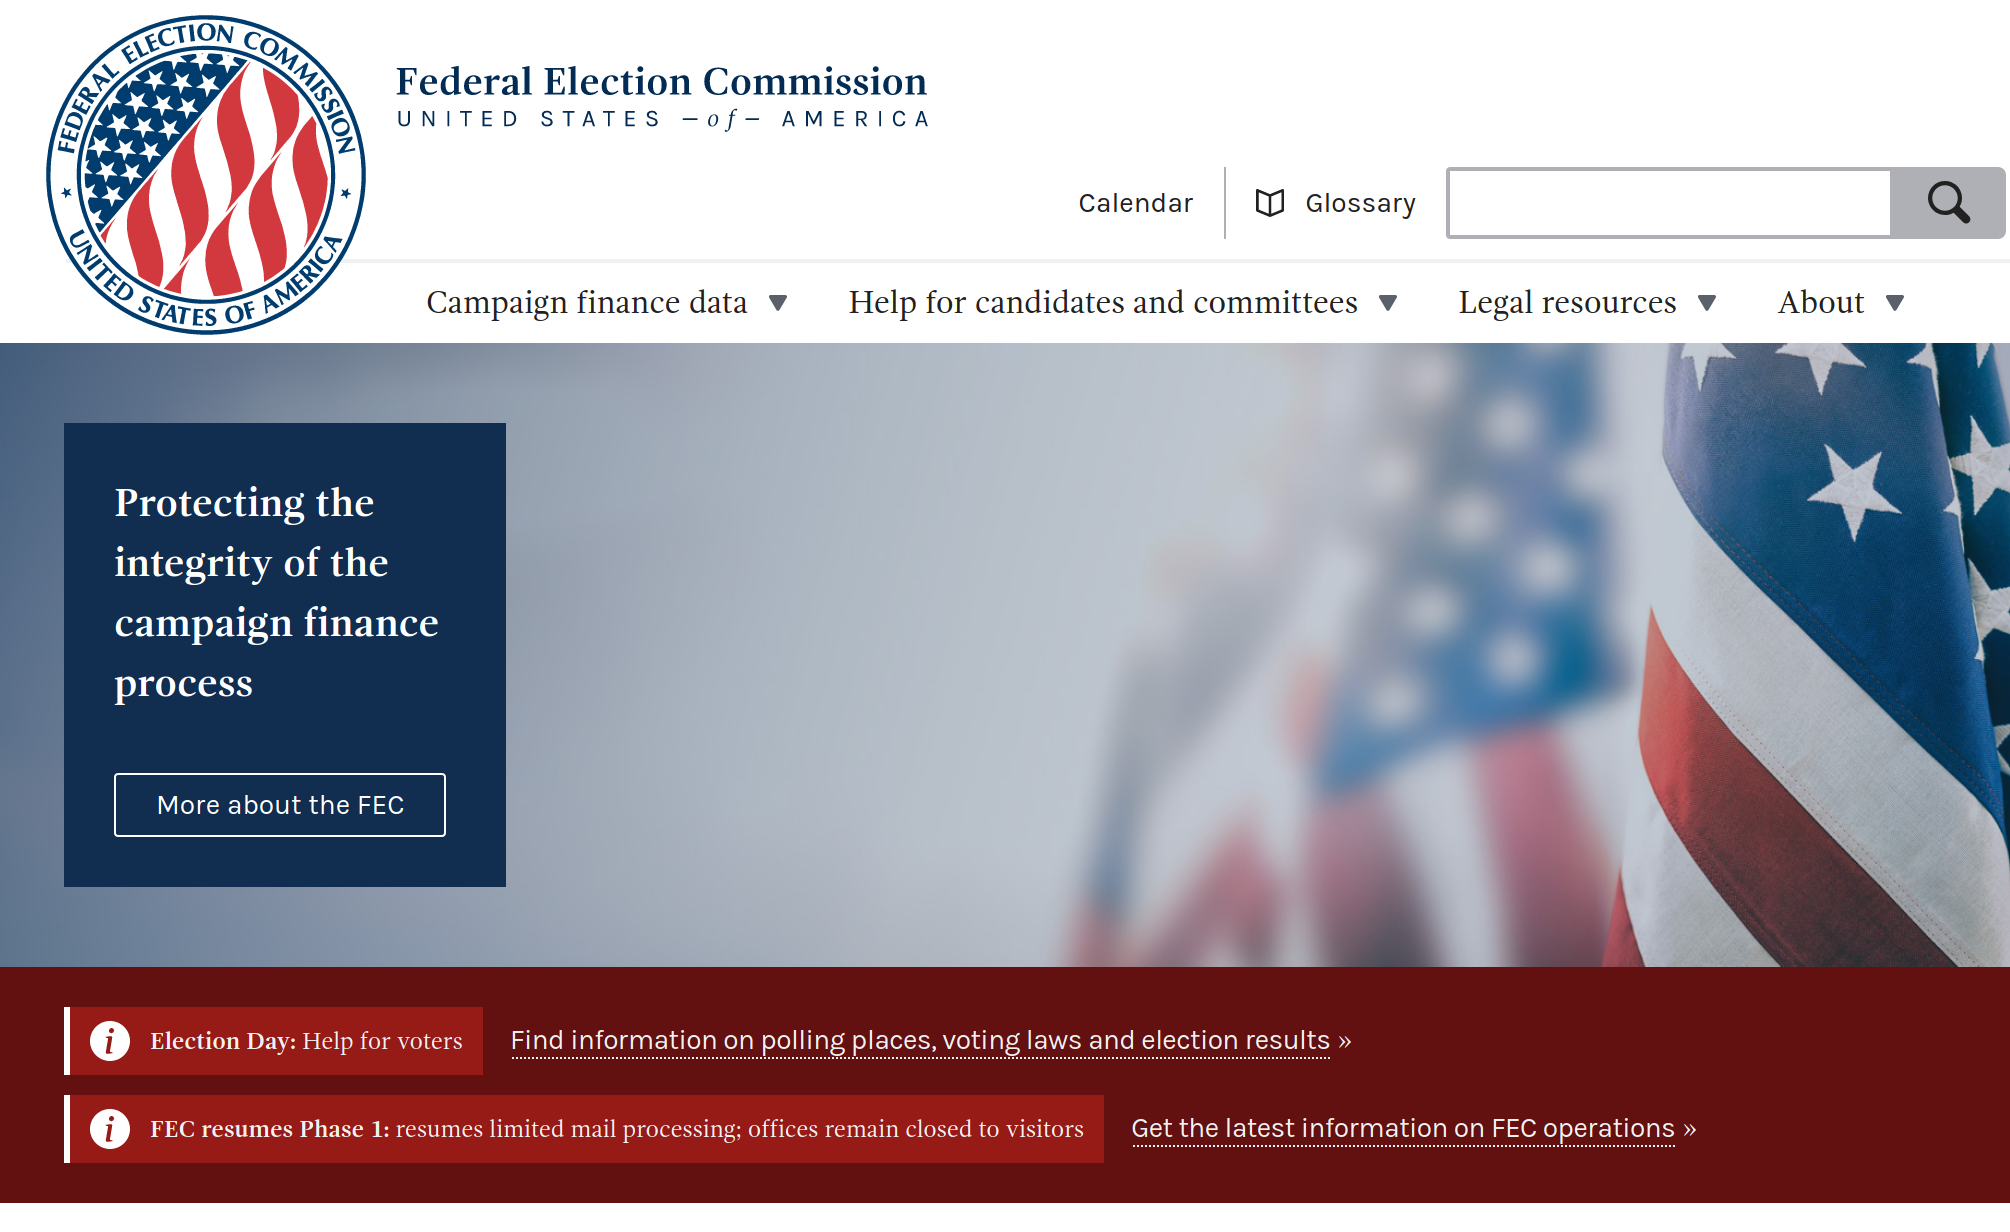 FEDERAL ELECTION COMMISSION
UNITED STATES OF AMERICA
Federal Election Commission
UNITED STATES — of — AMERICA
Calendar
Glossary
Campaign finance data
Help for candidates and committees
Legal resources
About
Protecting the
integrity of the
campaign finance
process
More about the FEC
i Election Day: Help for voters
Find information on polling places, voting laws and election results »
i FEC resumes Phase 1: resumes limited mail processing; offices remain closed to visitors
Get the latest information on FEC operations »